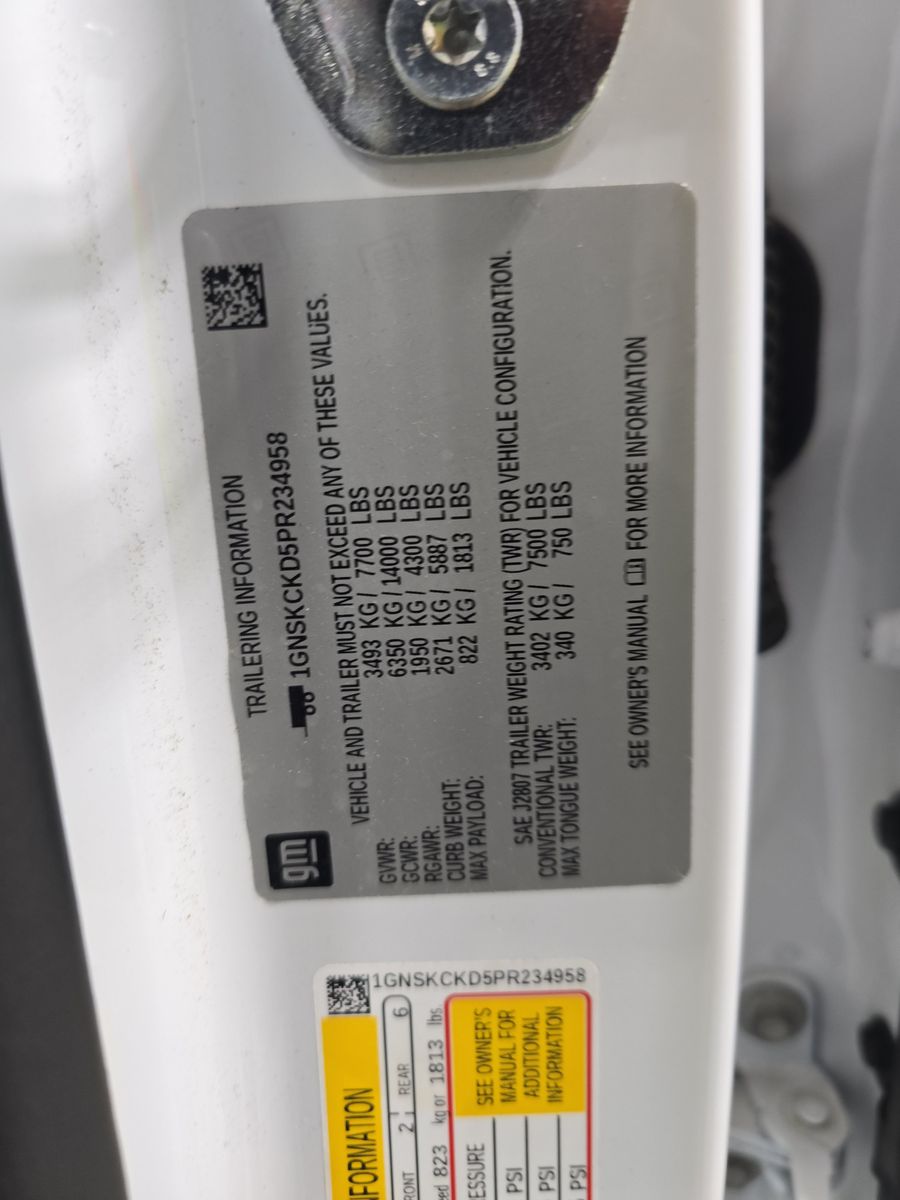 TRAILERING INFORMATION
gm
1GNSKCKD5PR234958
VEHICLE AND TRAILER MUST NOT EXCEED ANY OF THESE VALUES.
GVWR: 3493 KG / 7700 LBS
GCWR: 6350 KG / 14000 LBS
RGAWR: 1950 KG / 4300 LBS
CURB WEIGHT: 2671 KG / 5887 LBS
MAX PAYLOAD: 822 KG / 1813 LBS
SAE J2807 TRAILER WEIGHT RATING (TWR) FOR VEHICLE CONFIGURATION.
CONVENTIONAL TWR: 3402 KG / 7500 LBS
MAX TONGUE WEIGHT: 340 KG / 750 LBS
SEE OWNER'S MANUAL FOR MORE INFORMATION
1GNSKCKD5PR234958
FORMATION
RONT 2 REAR 6
ed 823 kg or 1813 lbs
ESSURE
PSI
PSI
PSI
SEE OWNER'S
MANUAL FOR
ADDITIONAL
INFORMATION